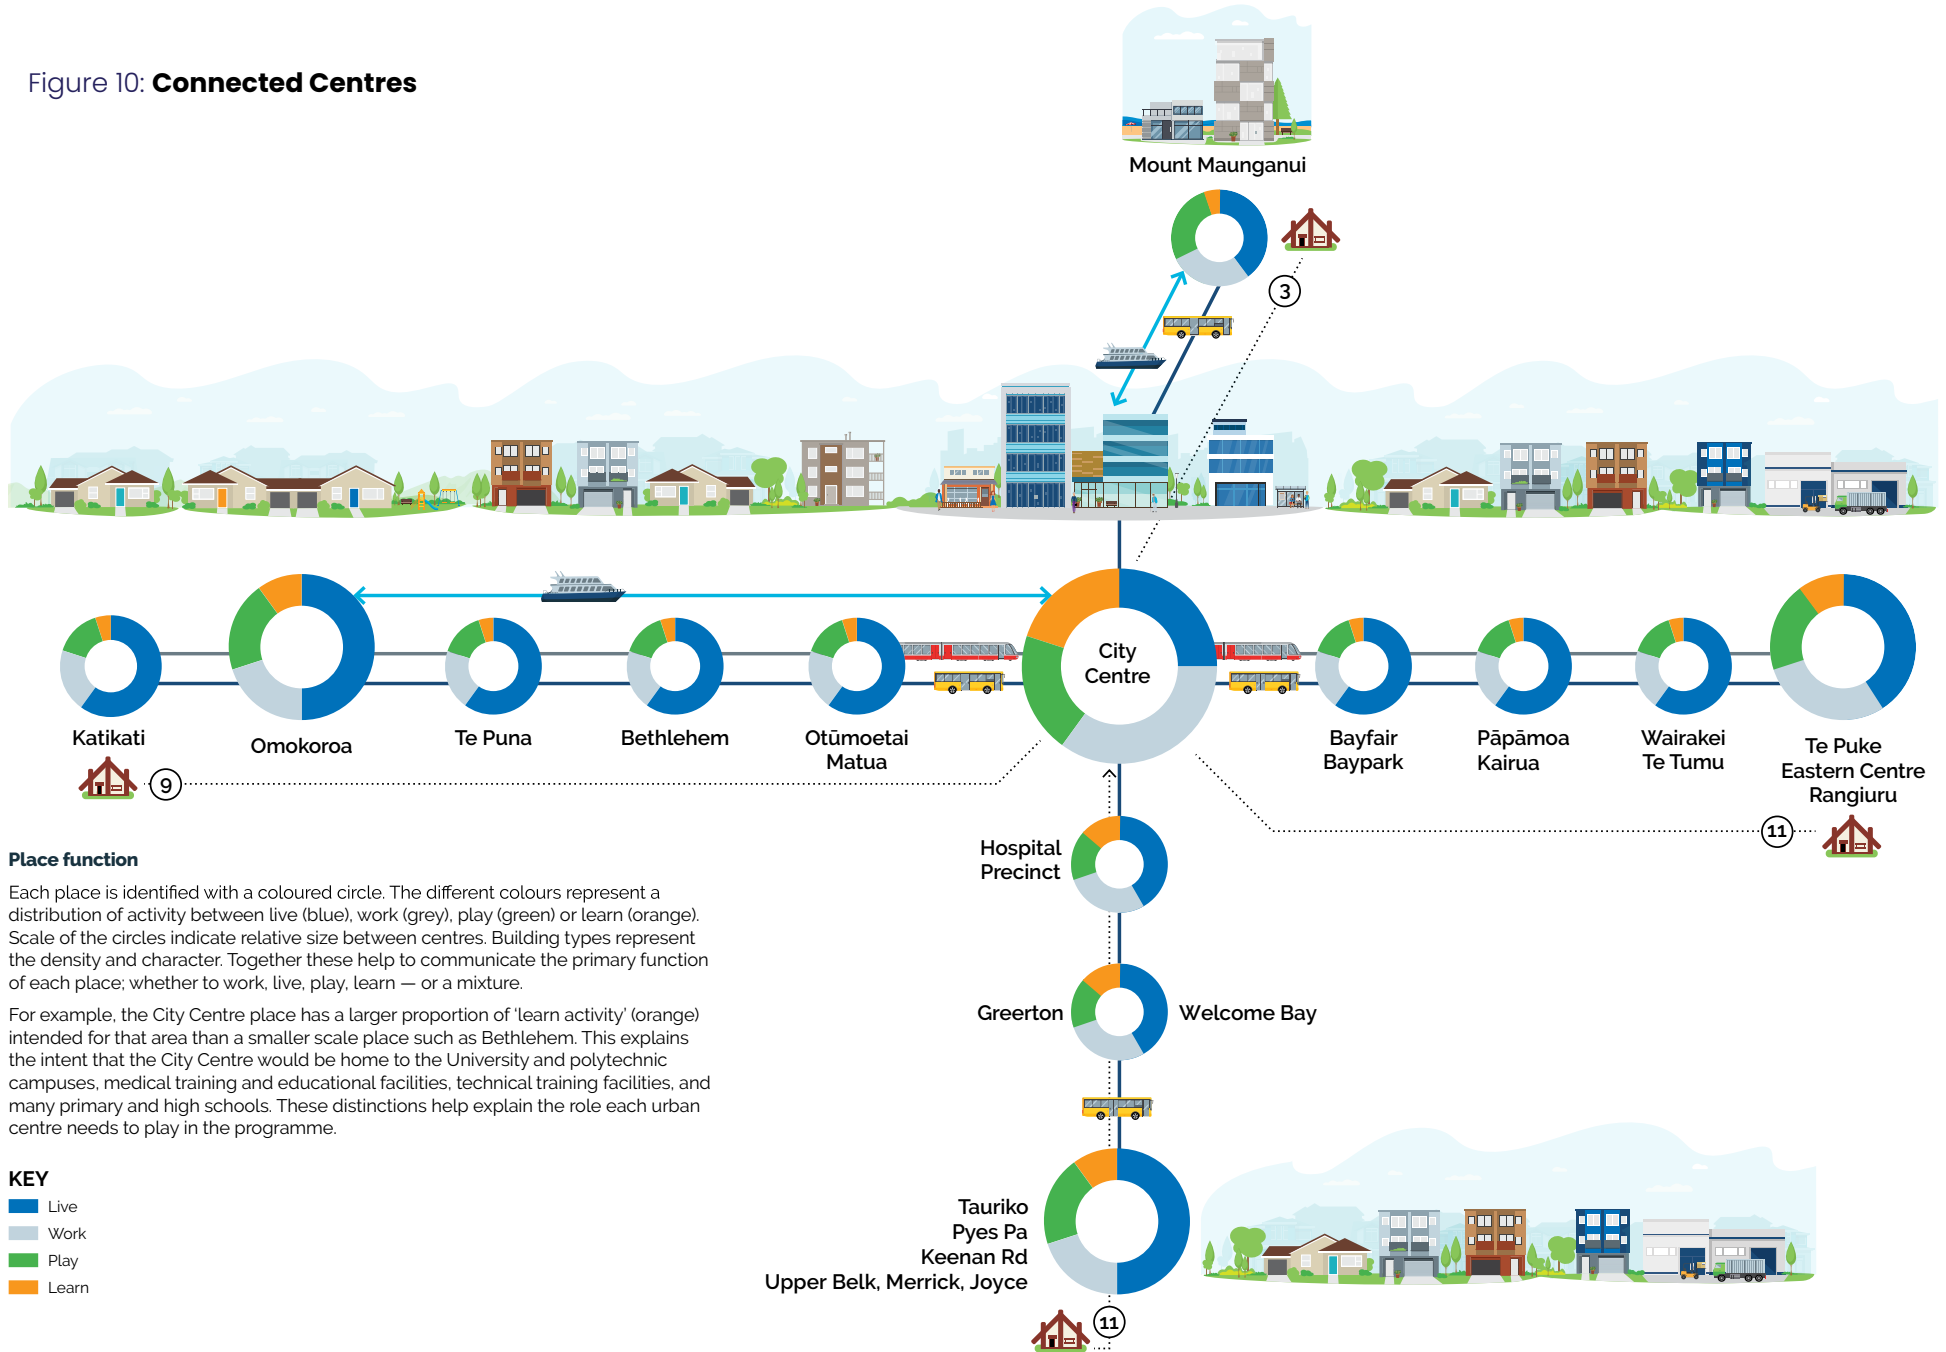 Figure 10: Connected Centres
Mount Maunganui
3
City
Centre
Katikati
Omokoroa
Te Puna
Bethlehem
Otūmoetai
Matua
Bayfair
Baypark
Pāpāmoa
Kairua
Wairakei
Te Tumu
Te Puke
Eastern Centre
Rangiuru
9
11
Hospital
Precinct
Greerton
Welcome Bay
Tauriko
Pyes Pa
Keenan Rd
Upper Belk, Merrick, Joyce
11
Place function
Each place is identified with a coloured circle. The different colours represent a
distribution of activity between live (blue), work (grey), play (green) or learn (orange).
Scale of the circles indicate relative size between centres. Building types represent
the density and character. Together these help to communicate the primary function
of each place; whether to work, live, play, learn — or a mixture.
For example, the City Centre place has a larger proportion of ‘learn activity’ (orange)
intended for that area than a smaller scale place such as Bethlehem. This explains
the intent that the City Centre would be home to the University and polytechnic
campuses, medical training and educational facilities, technical training facilities, and
many primary and high schools. These distinctions help explain the role each urban
centre needs to play in the programme.
KEY
Live
Work
Play
Learn